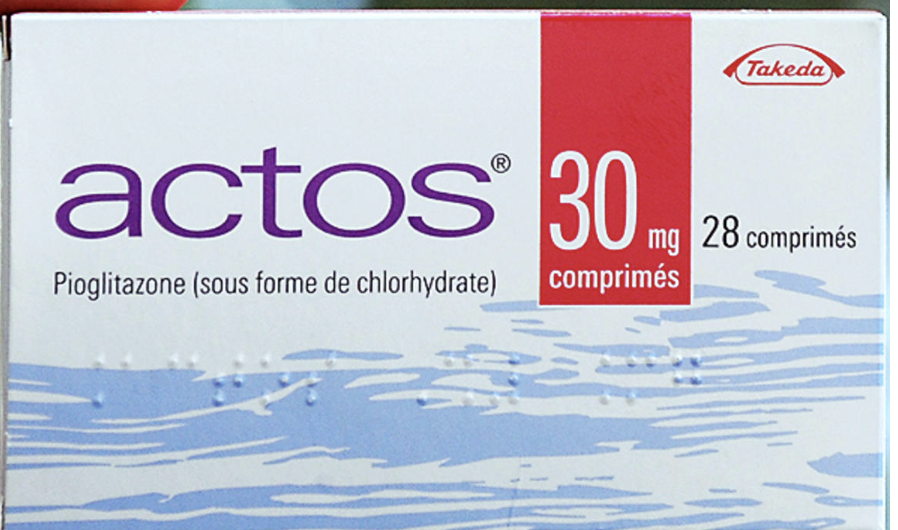 Takeda
actos®
30 mg
comprimés
28 comprimés
Pioglitazone (sous forme de chlorhydrate)